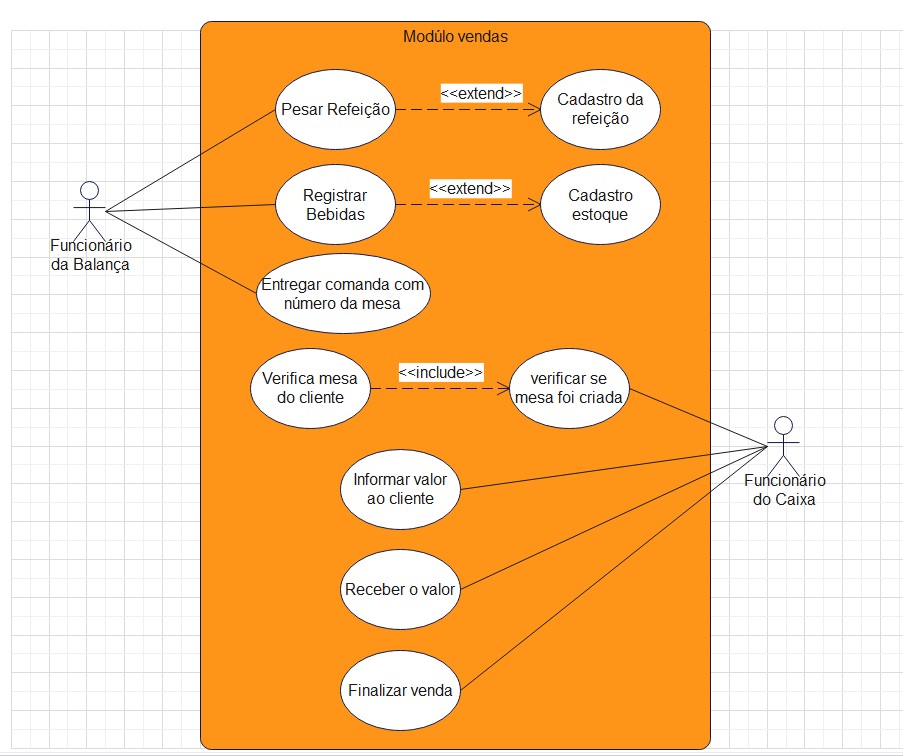 Modúlo vendas
Pesar Refeição
<<extend>>
Cadastro da
refeição
Registrar
Bebidas
<<extend>>
Cadastro
estoque
Funcionário
da Balança
Entregar comanda com
número da mesa
Verifica mesa
do cliente
<<include>>
verificar se
mesa foi criada
Informar valor
ao cliente
Funcionário
do Caixa
Receber o valor
Finalizar venda